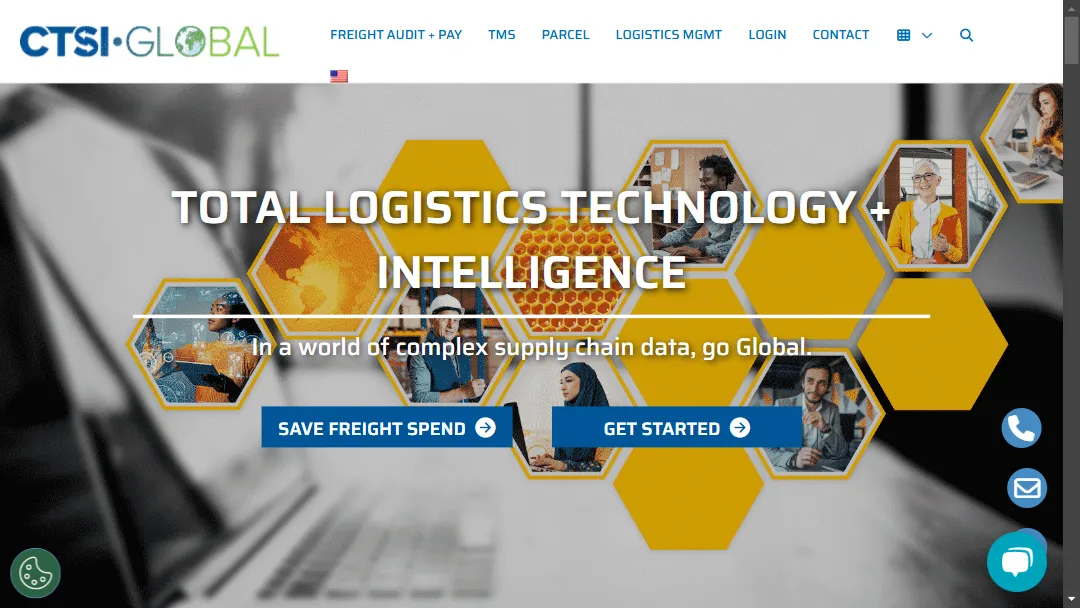 CTSI·GLOBAL
FREIGHT AUDIT + PAY TMS PARCEL LOGISTICS MGMT LOGIN CONTACT
TOTAL LOGISTICS TECHNOLOGY +
INTELLIGENCE
In a world of complex supply chain data, go Global.
SAVE FREIGHT SPEND GET STARTED